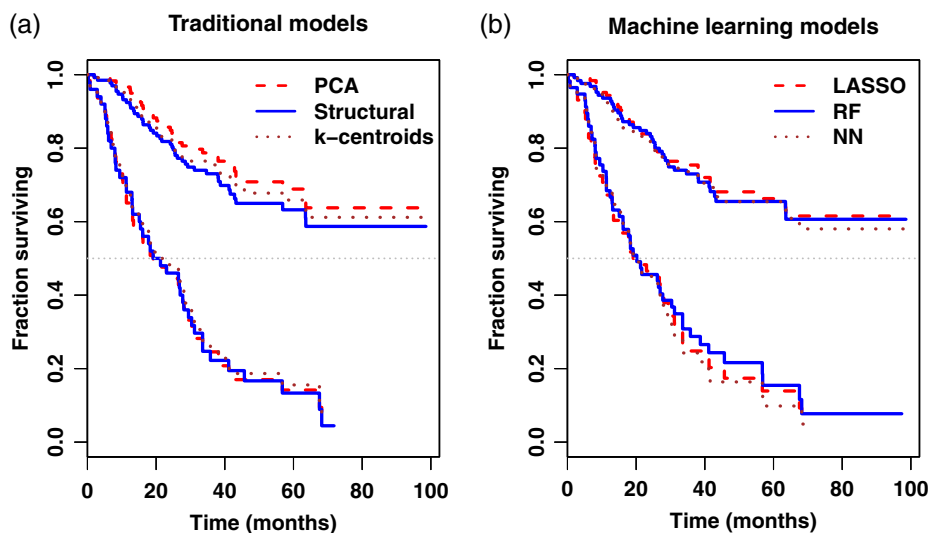 (a) Traditional models
PCA
Structural
k−centroids
Fraction surviving
1.0
0.8
0.6
0.4
0.2
0.0
0 20 40 60 80 100
Time (months)
(b) Machine learning models
LASSO
RF
NN
Fraction surviving
1.0
0.8
0.6
0.4
0.2
0.0
0 20 40 60 80 100
Time (months)